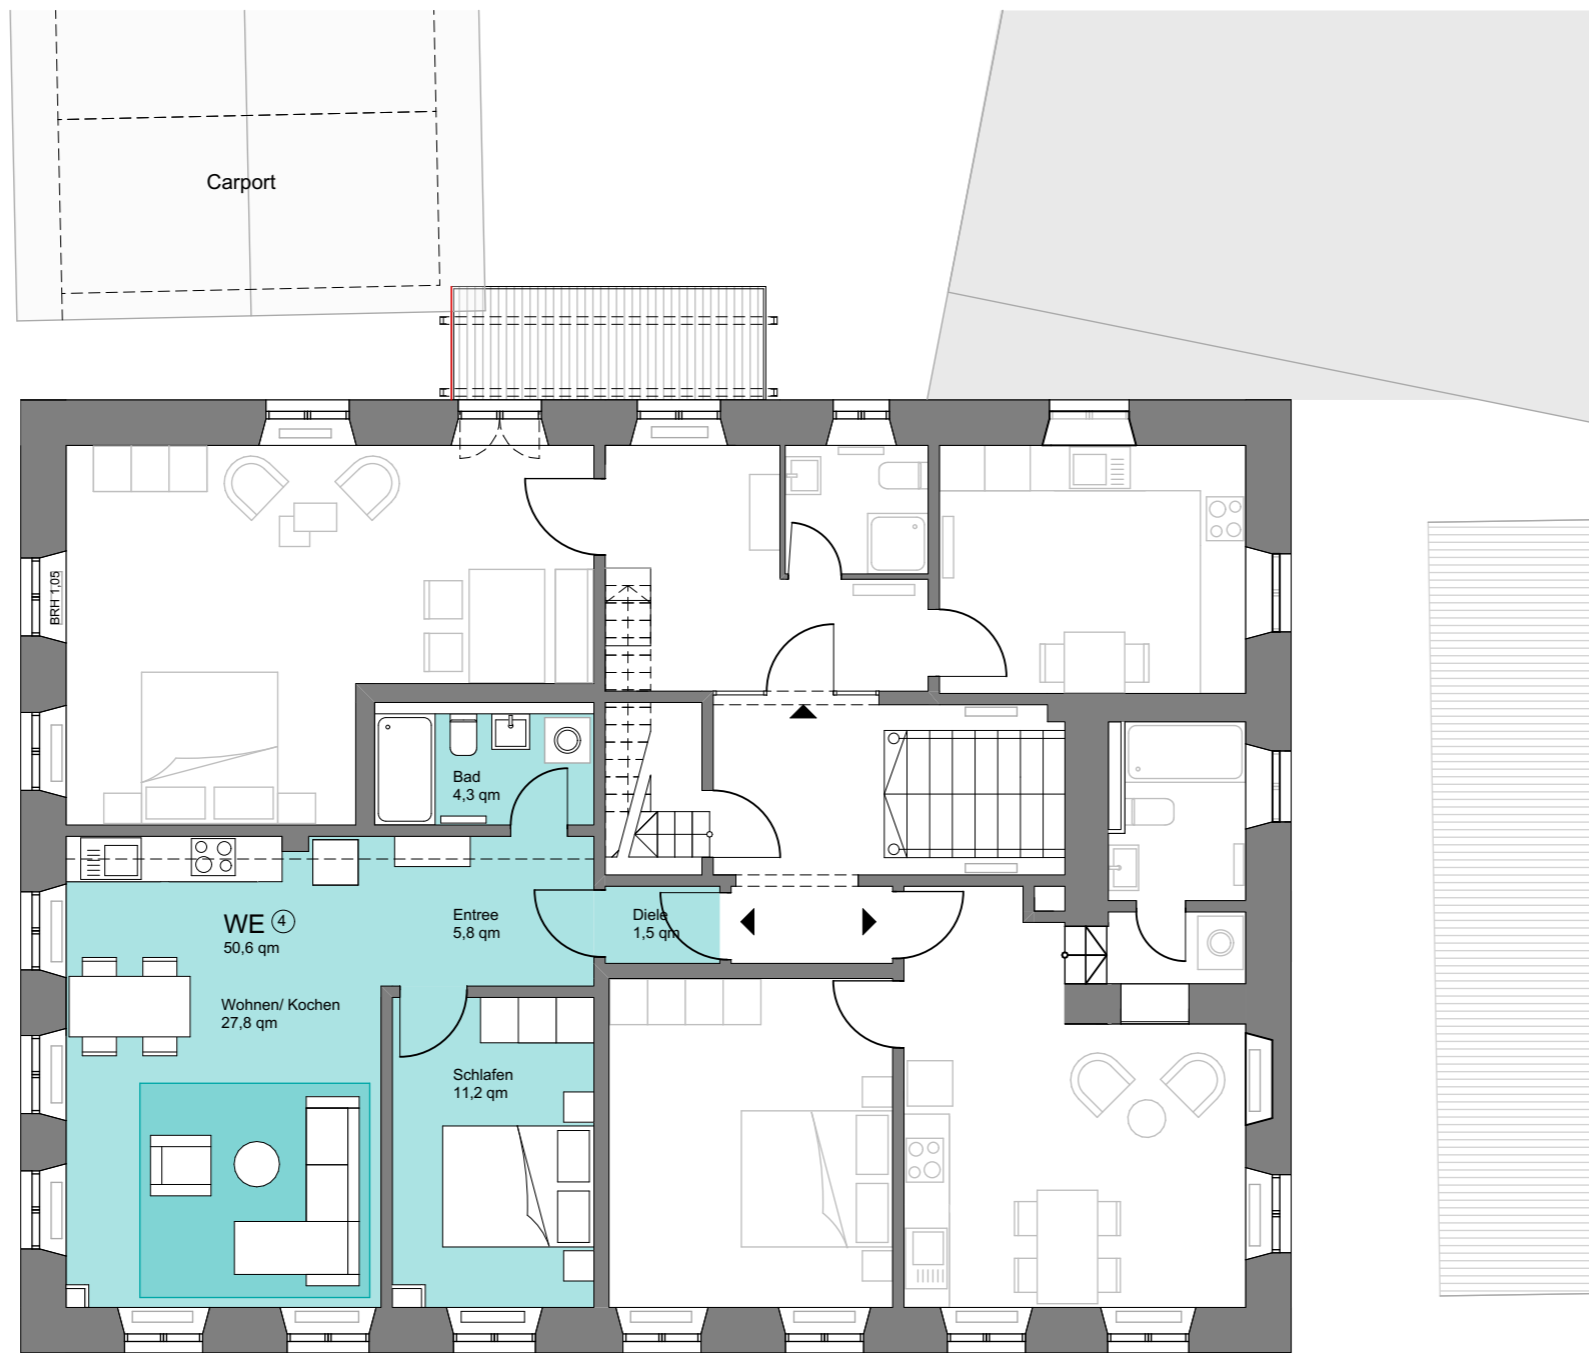 Carport
BRH 1,05
Bad
4,3 qm
WE 4
50,6 qm
Entree
5,8 qm
Diele
1,5 qm
Wohnen/ Kochen
27,8 qm
Schlafen
11,2 qm